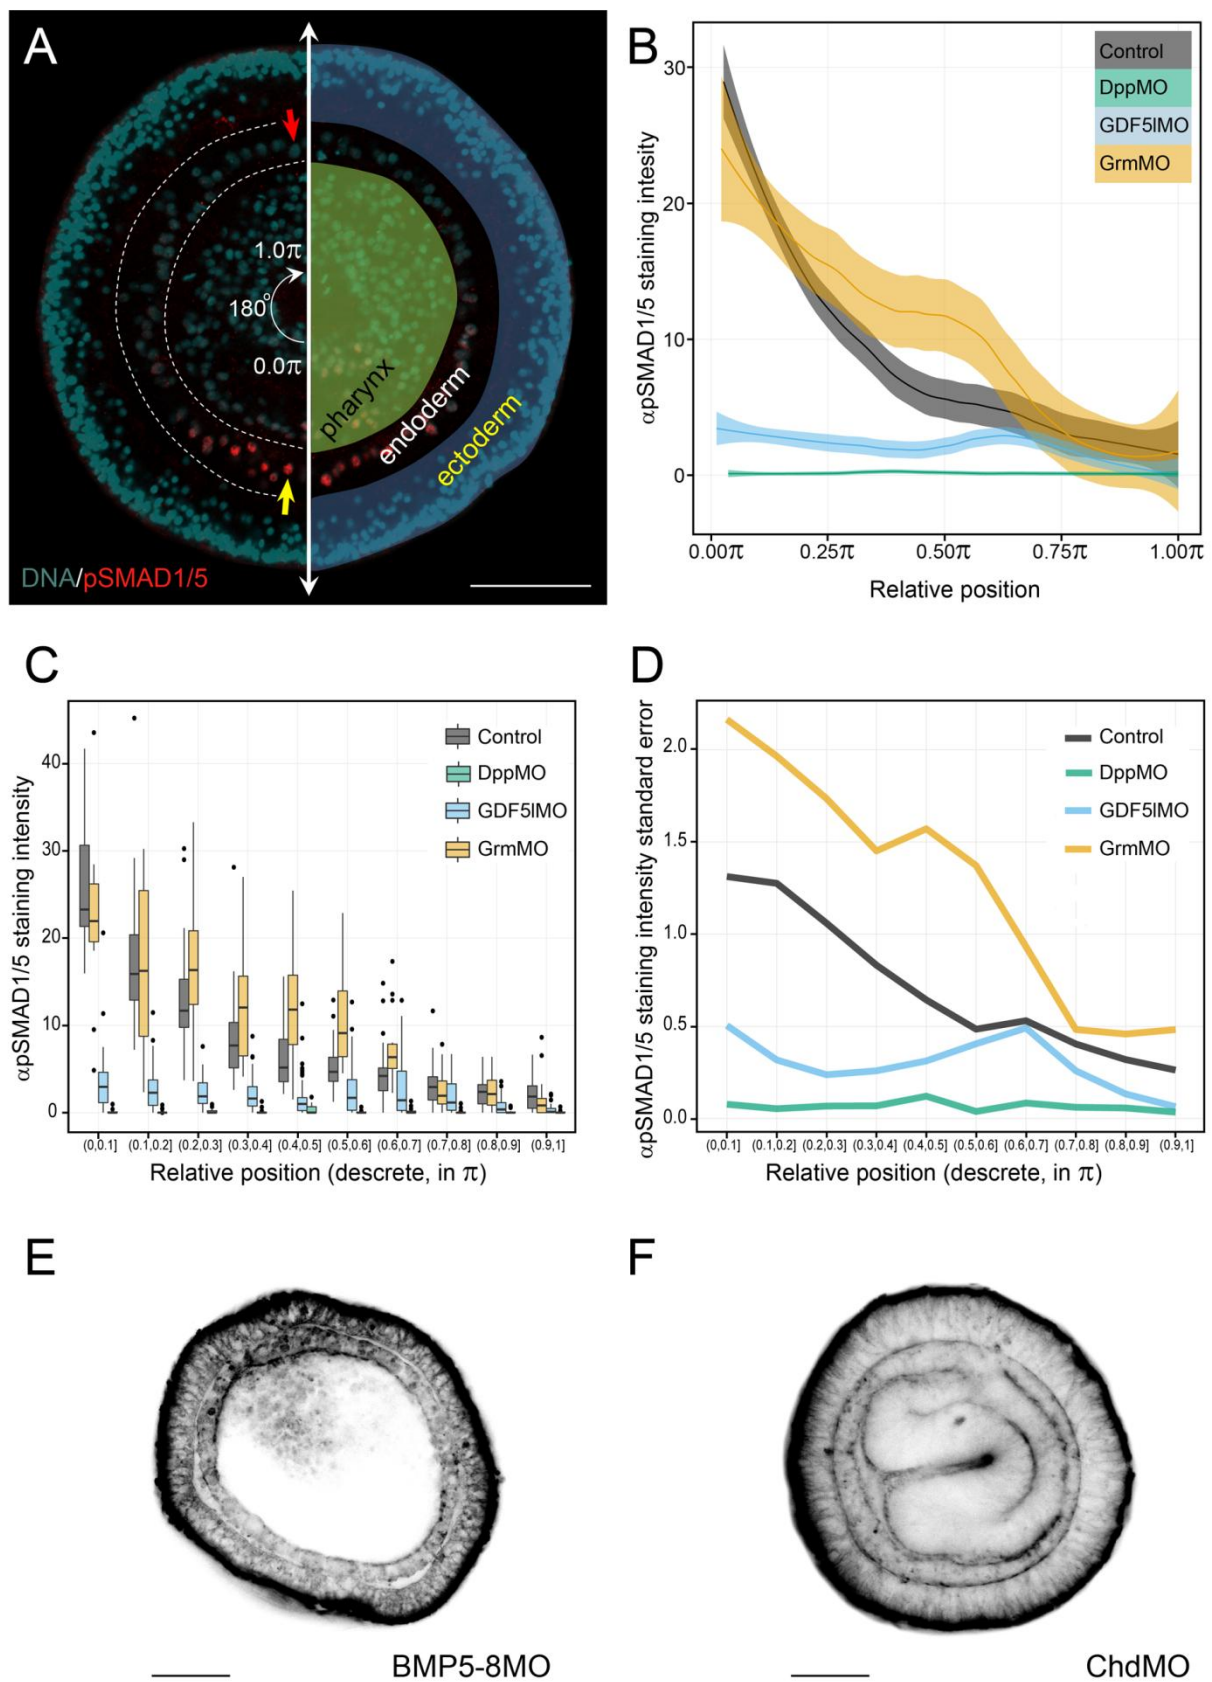 A
1.0π
180°
0.0π
pharynx
endoderm
ectoderm
DNA/pSMAD1/5
B
αpSMAD1/5 staining intesity
30
20
10
0
Control
DppMO
GDF5lMO
GrmMO
0.00π 0.25π 0.50π 0.75π 1.00π
Relative position
C
αpSMAD1/5 staining intensity
40
30
20
10
0
Control
DppMO
GDF5lMO
GrmMO
(0,0.1] (0.1,0.2] (0.2,0.3] (0.3,0.4] (0.4,0.5] (0.5,0.6] (0.6,0.7] (0.7,0.8] (0.8,0.9] (0.9,1]
Relative position (descrete, in π)
D
αpSMAD1/5 staining intensity standard error
2.0
1.5
1.0
0.5
0.0
Control
DppMO
GDF5lMO
GrmMO
(0,0.1] (0.1,0.2] (0.2,0.3] (0.3,0.4] (0.4,0.5] (0.5,0.6] (0.6,0.7] (0.7,0.8] (0.8,0.9] (0.9,1]
Relative position (descrete, in π)
E
BMP5-8MO
F
ChdMO